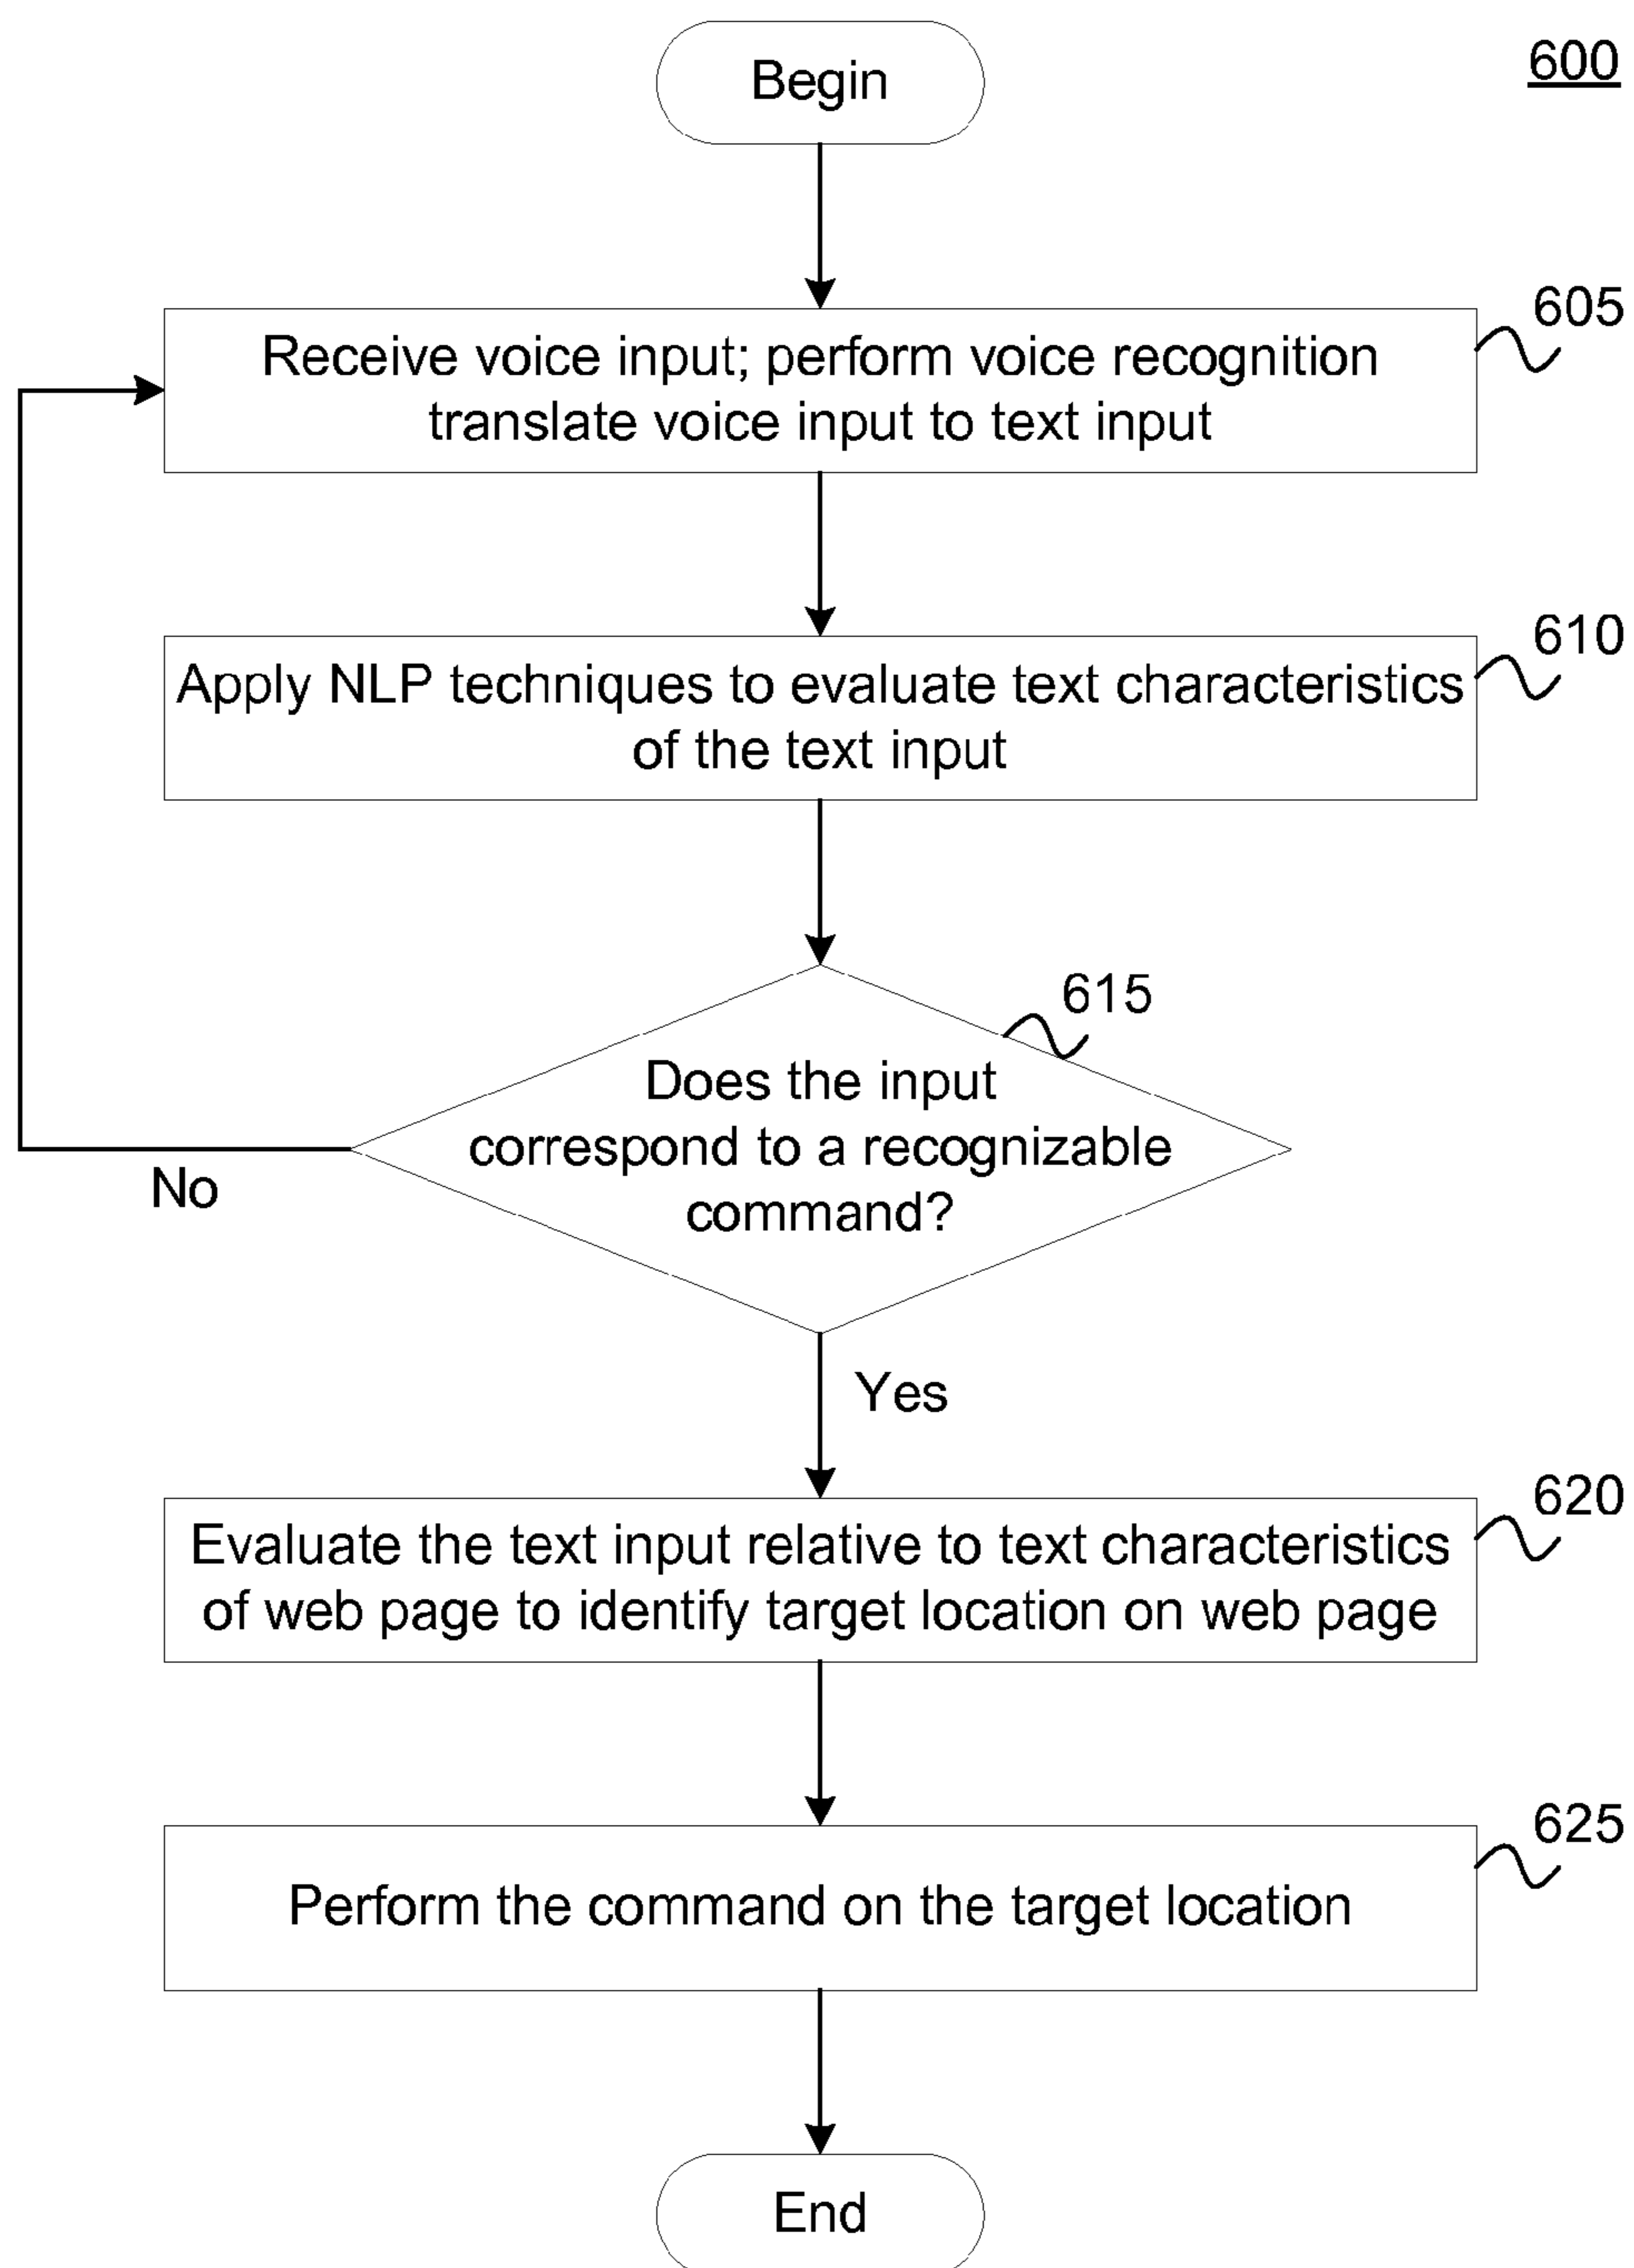 Begin
600
605
Receive voice input; perform voice recognition
translate voice input to text input
610
Apply NLP techniques to evaluate text characteristics
of the text input
615
Does the input
correspond to a recognizable
command?
No
Yes
620
Evaluate the text input relative to text characteristics
of web page to identify target location on web page
625
Perform the command on the target location
End